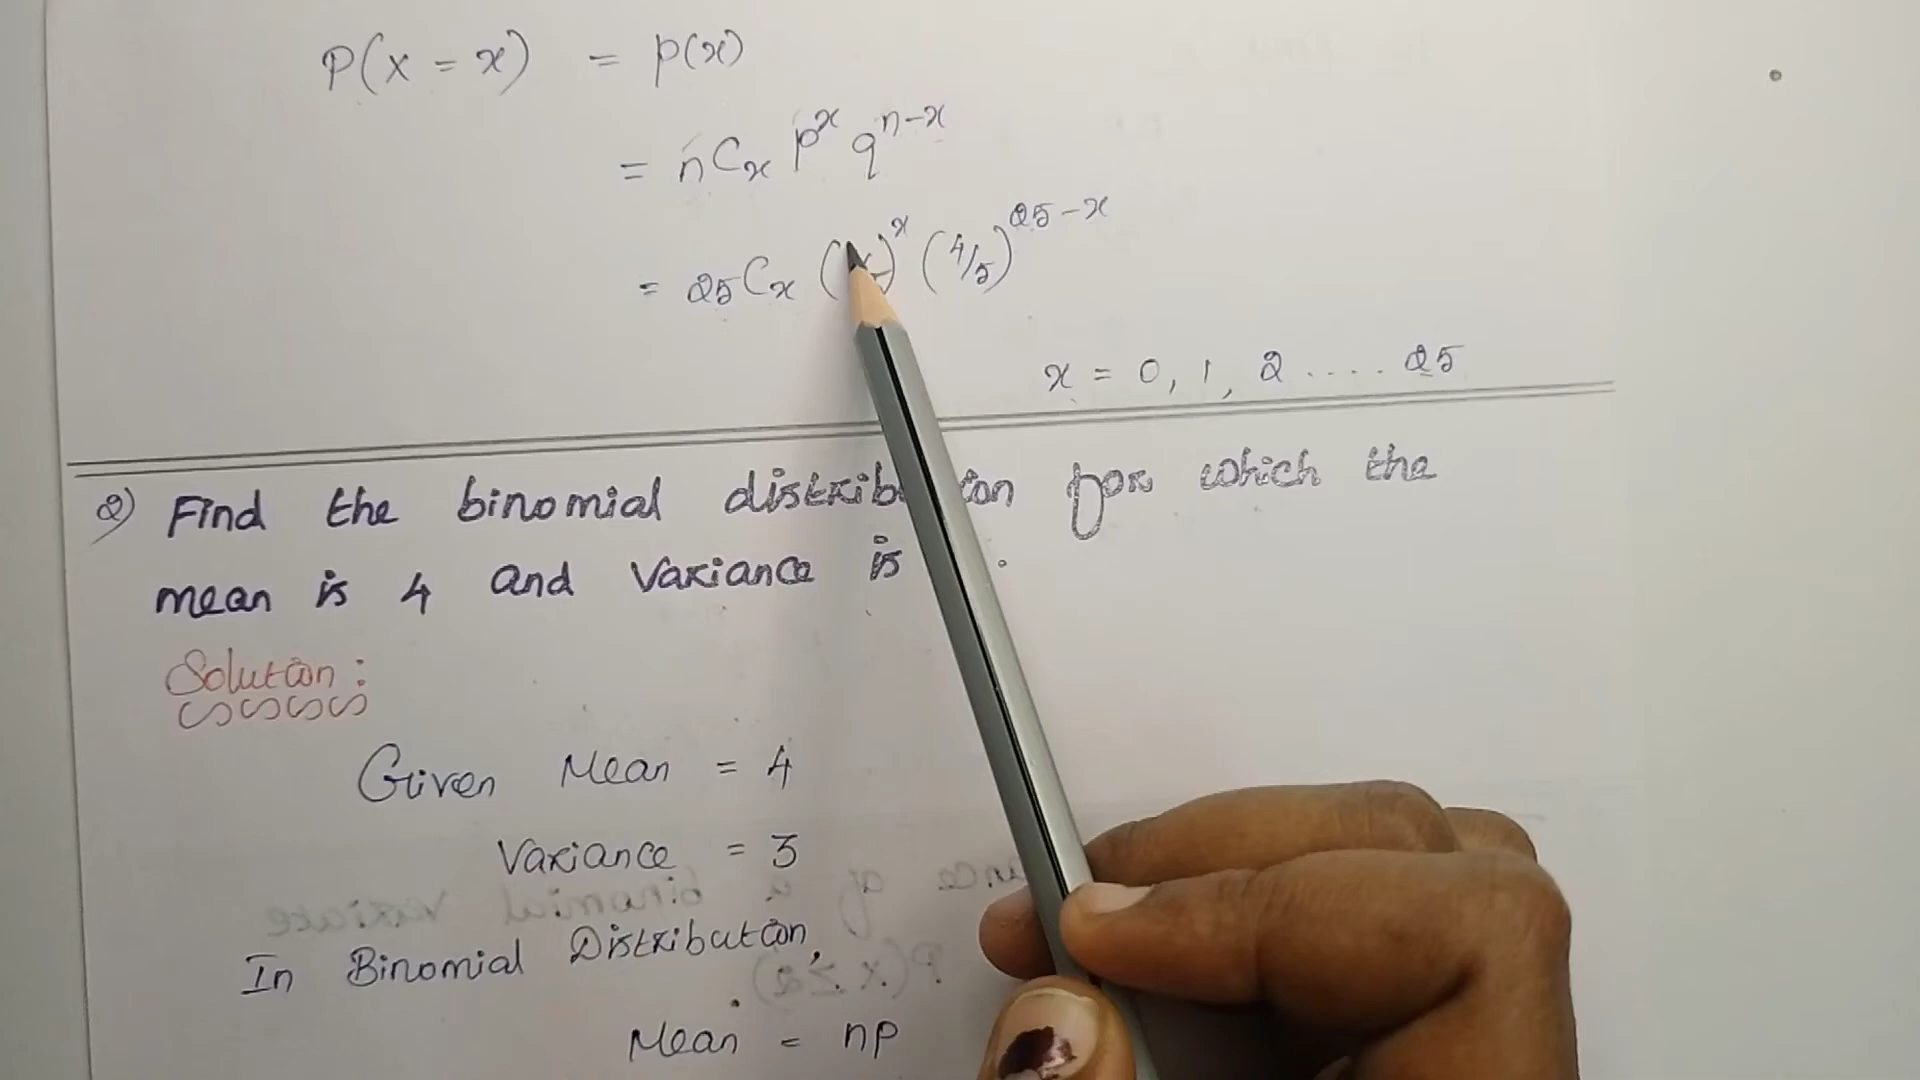 P(X = x) = p(x)
= nCx p^x q^n-x
= 25Cx ( )^x (4/5)^25-x
x = 0, 1, 2 .... 25
2) Find the binomial for which the
mean is 4 and Variance is
Solution:
Given Mean = 4
Variance = 3
In Binomial Distribution,
Mean = np